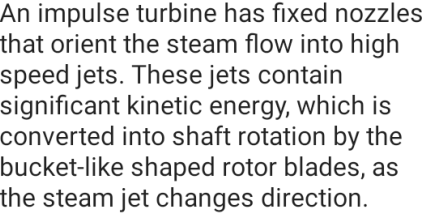 An impulse turbine has fixed nozzles
that orient the steam flow into high
speed jets. These jets contain
significant kinetic energy, which is
converted into shaft rotation by the
bucket-like shaped rotor blades, as
the steam jet changes direction.